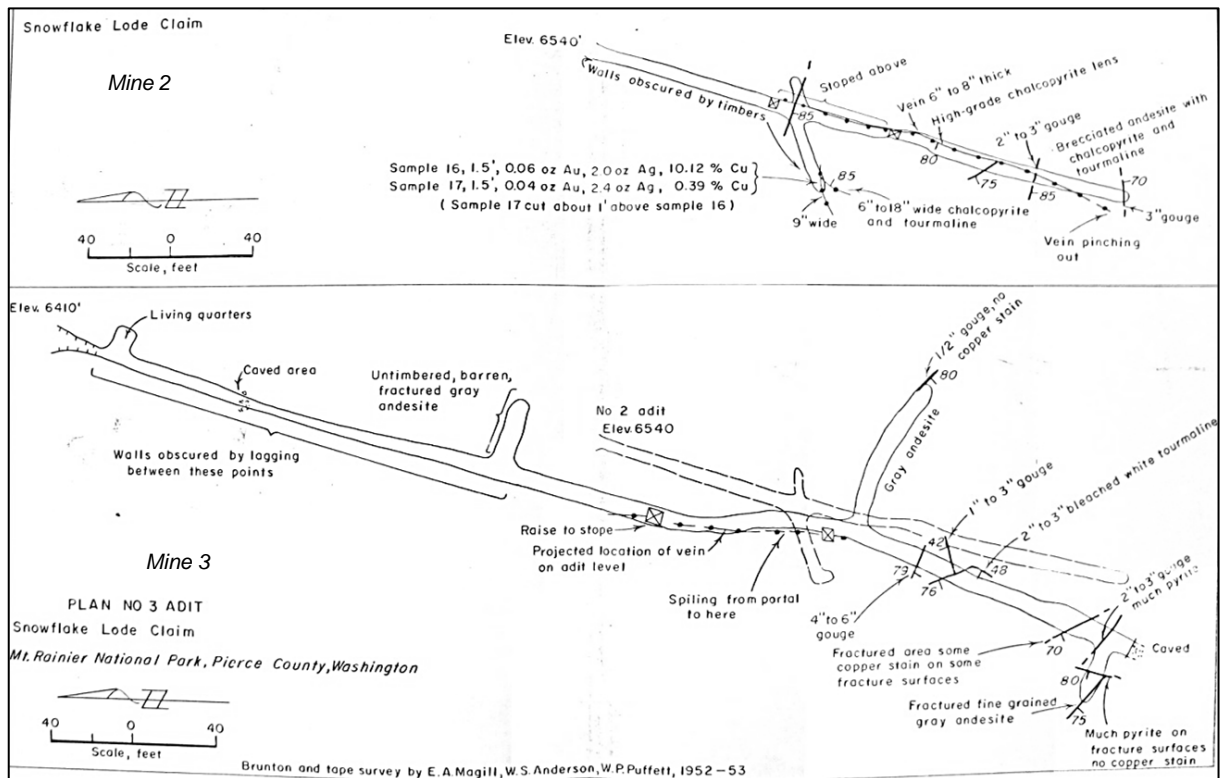 Snowflake Lode Claim
Mine 2
Elev. 6540'
Walls obscured by timbers
Stoped above
Vein 6" to 8" thick
High-grade chalcopyrite lens
2" to 3" gouge
Brecciated andesite with
chalcopyrite and
tourmaline
85
80
75
85
70
3" gouge
Vein pinching
out
Sample 16, 1.5', 0.06 oz Au, 2.0 oz Ag, 10.12 % Cu
Sample 17, 1.5', 0.04 oz Au, 2.4 oz Ag, 0.39 % Cu
(Sample 17 cut about 1' above sample 16)
85
9" wide
6" to 18" wide chalcopyrite
and tourmaline
40 0 40
Scale, feet
Elev. 6410'
Living quarters
Caved area
Untimbered, barren,
fractured gray
andesite
Walls obscured by lagging
between these points
No 2 adit
Elev. 6540
1/2" gouge, no
copper stain
80
Gray andesite
1" to 3" gouge
2" to 3" bleached white tourmaline
42
48
79
76
Raise to stope
Projected location of vein
on adit level
Spiling from portal
to here
4" to 6"
gouge
2" to 3" gouge
much pyrite
Caved
Fractured area some
copper stain on some
fracture surfaces
70
80
75
Fractured fine grained
gray andesite
Much pyrite on
fracture surfaces
no copper stain
Mine 3
PLAN NO 3 ADIT
Snowflake Lode Claim
Mt. Rainier National Park, Pierce County, Washington
40 0 40
Scale, feet
Brunton and tape survey by E. A. Magill, W. S. Anderson, W. P. Puffett, 1952-53